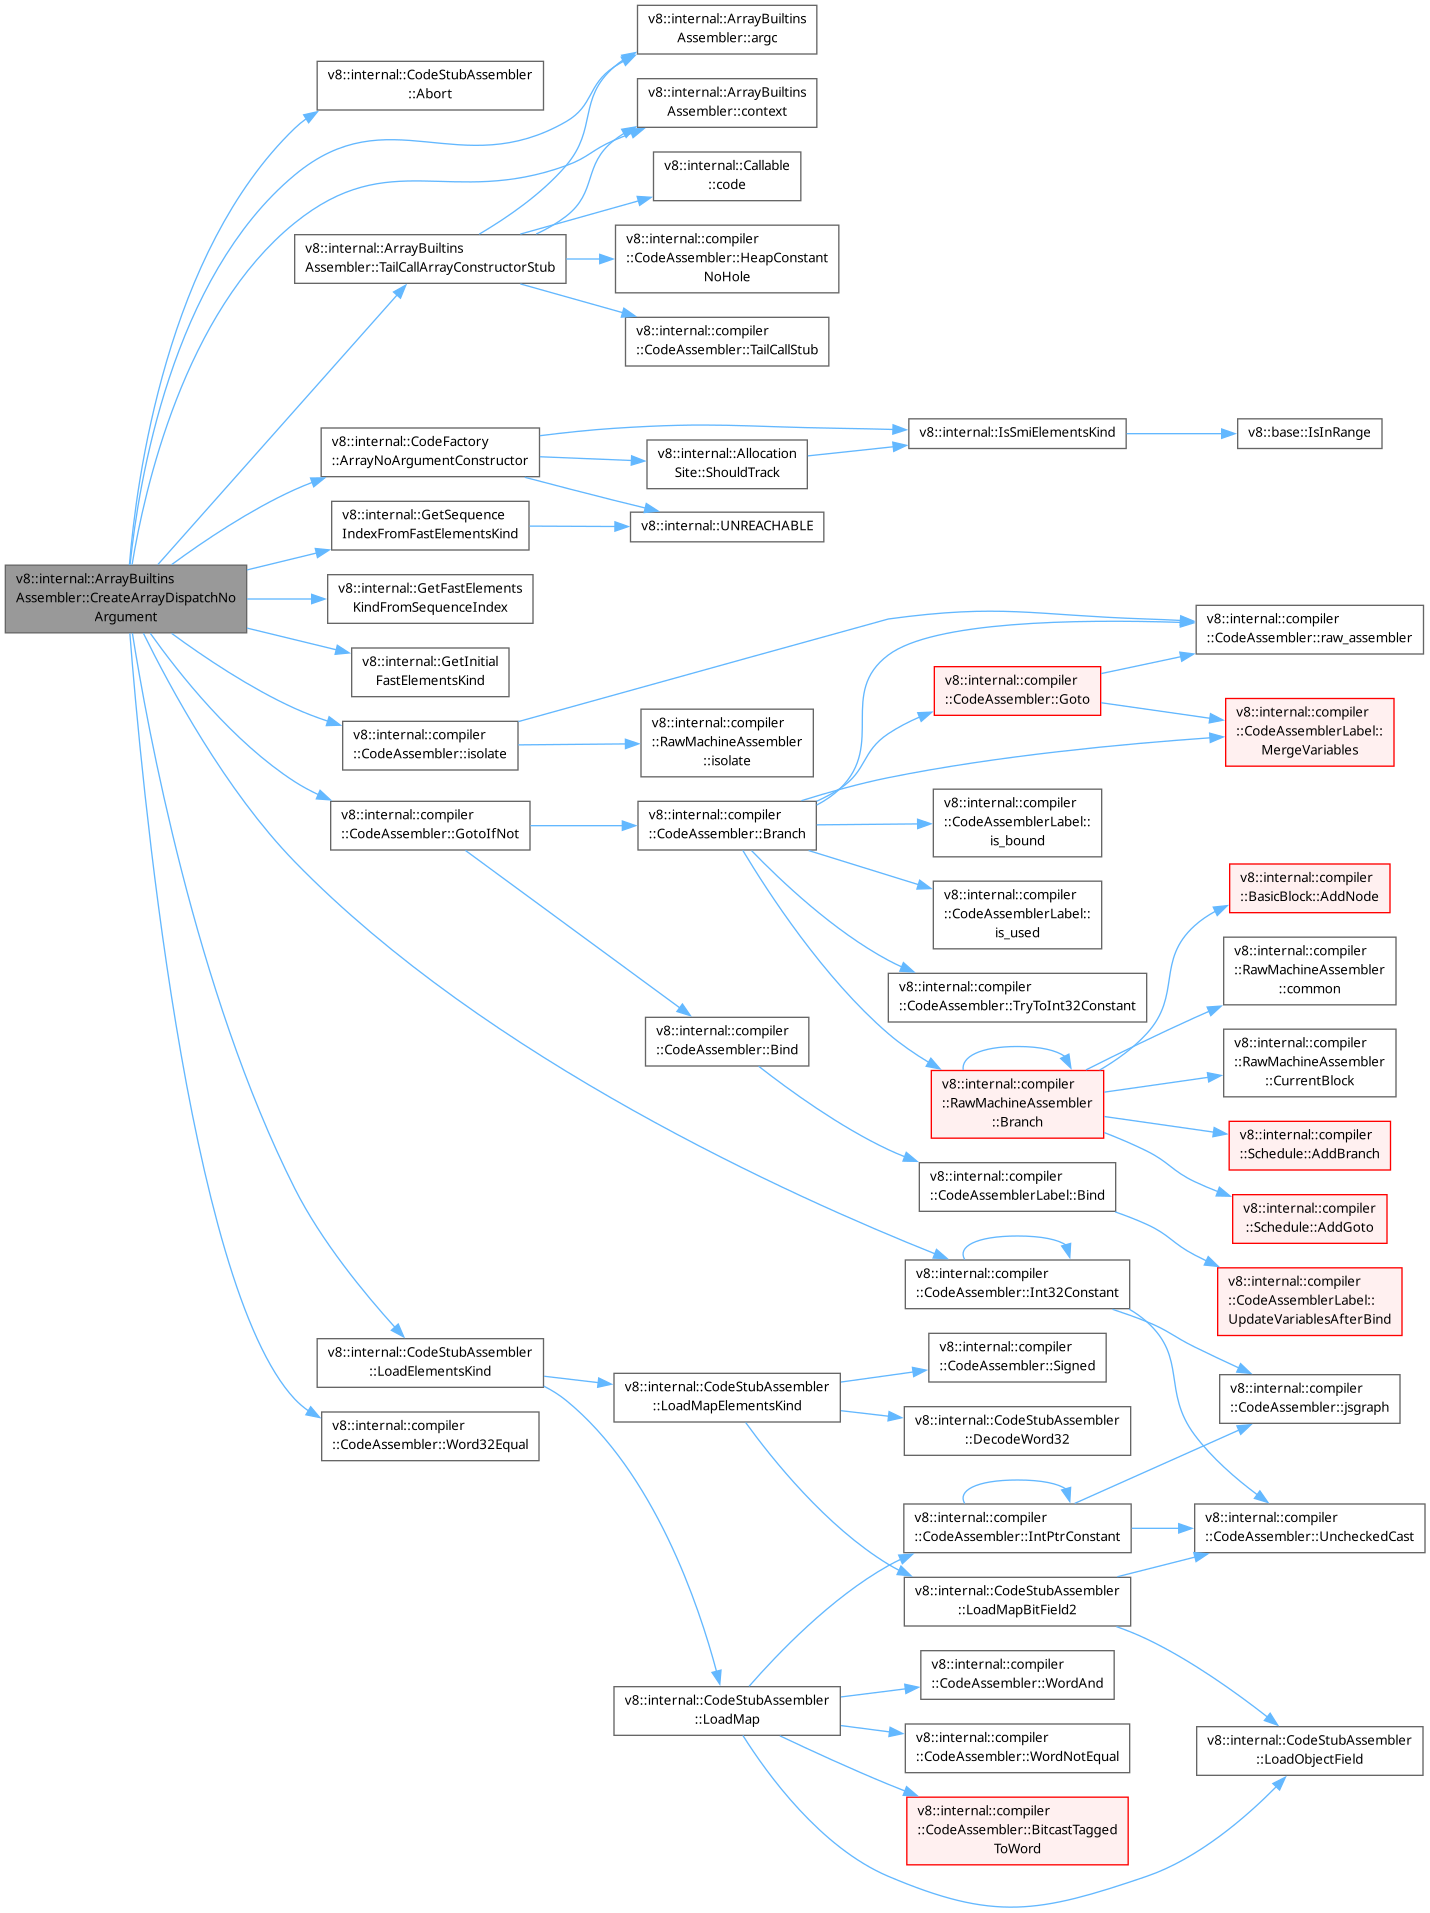 v8::internal::ArrayBuiltins
Assembler::CreateArrayDispatchNo
Argument
v8::internal::CodeStubAssembler
::Abort
v8::internal::ArrayBuiltins
Assembler::TailCallArrayConstructorStub
v8::internal::CodeFactory
::ArrayNoArgumentConstructor
v8::internal::GetSequence
IndexFromFastElementsKind
v8::internal::GetFastElements
KindFromSequenceIndex
v8::internal::GetInitial
FastElementsKind
v8::internal::compiler
::CodeAssembler::isolate
v8::internal::compiler
::CodeAssembler::GotoIfNot
v8::internal::CodeStubAssembler
::LoadElementsKind
v8::internal::compiler
::CodeAssembler::Word32Equal
v8::internal::ArrayBuiltins
Assembler::argc
v8::internal::ArrayBuiltins
Assembler::context
v8::internal::Callable
::code
v8::internal::compiler
::CodeAssembler::HeapConstant
NoHole
v8::internal::compiler
::CodeAssembler::TailCallStub
v8::internal::Allocation
Site::ShouldTrack
v8::internal::UNREACHABLE
v8::internal::compiler
::RawMachineAssembler
::isolate
v8::internal::compiler
::CodeAssembler::Branch
v8::internal::compiler
::CodeAssembler::Bind
v8::internal::CodeStubAssembler
::LoadMapElementsKind
v8::internal::CodeStubAssembler
::LoadMap
v8::internal::IsSmiElementsKind
v8::internal::compiler
::CodeAssembler::Goto
v8::internal::compiler
::CodeAssemblerLabel::
is_bound
v8::internal::compiler
::CodeAssemblerLabel::
is_used
v8::internal::compiler
::CodeAssembler::TryToInt32Constant
v8::internal::compiler
::RawMachineAssembler
::Branch
v8::internal::compiler
::CodeAssemblerLabel::Bind
v8::internal::compiler
::CodeAssembler::Int32Constant
v8::internal::compiler
::CodeAssembler::Signed
v8::internal::CodeStubAssembler
::DecodeWord32
v8::internal::compiler
::CodeAssembler::IntPtrConstant
v8::internal::CodeStubAssembler
::LoadMapBitField2
v8::internal::compiler
::CodeAssembler::WordAnd
v8::internal::compiler
::CodeAssembler::WordNotEqual
v8::internal::compiler
::CodeAssembler::BitcastTagged
ToWord
v8::base::IsInRange
v8::internal::compiler
::CodeAssembler::raw_assembler
v8::internal::compiler
::CodeAssemblerLabel::
MergeVariables
v8::internal::compiler
::BasicBlock::AddNode
v8::internal::compiler
::RawMachineAssembler
::common
v8::internal::compiler
::RawMachineAssembler
::CurrentBlock
v8::internal::compiler
::Schedule::AddBranch
v8::internal::compiler
::Schedule::AddGoto
v8::internal::compiler
::CodeAssemblerLabel::
UpdateVariablesAfterBind
v8::internal::compiler
::CodeAssembler::jsgraph
v8::internal::compiler
::CodeAssembler::UncheckedCast
v8::internal::CodeStubAssembler
::LoadObjectField